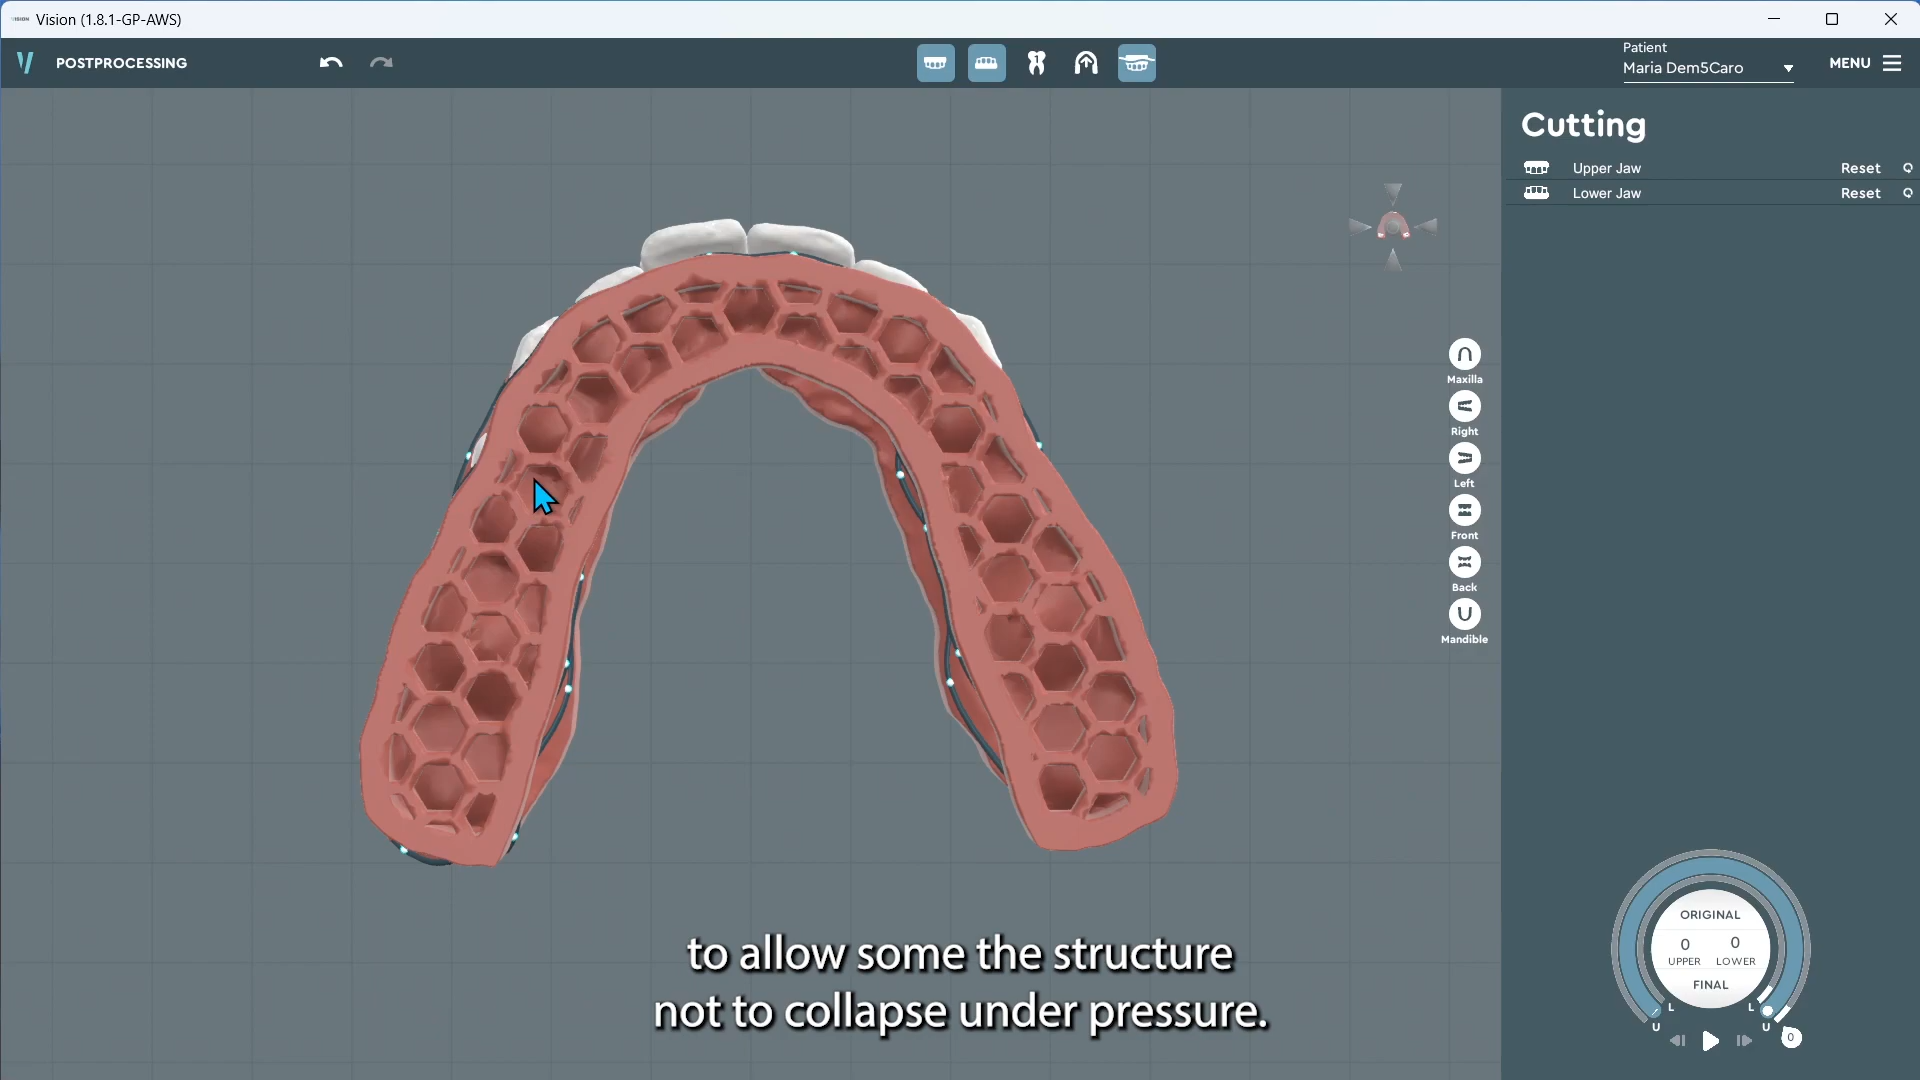 VISION Vision (1.8.1-GP-AWS)
POSTPROCESSING
Patient
Maria Dem5Caro
MENU
Cutting
Upper Jaw Reset
Lower Jaw Reset
Maxilla
Right
Left
Front
Back
Mandible
to allow some the structure
not to collapse under pressure.
ORIGINAL
0 0
UPPER LOWER
FINAL
L L
U U
0